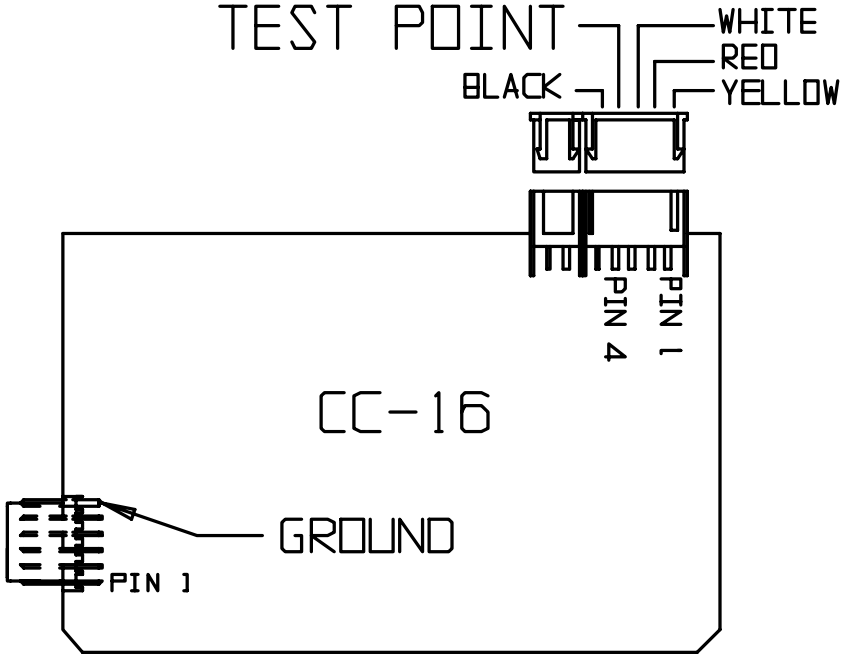 TEST POINT
WHITE
RED
BLACK
YELLOW
PIN 4
PIN 1
CC-16
GROUND
PIN 1